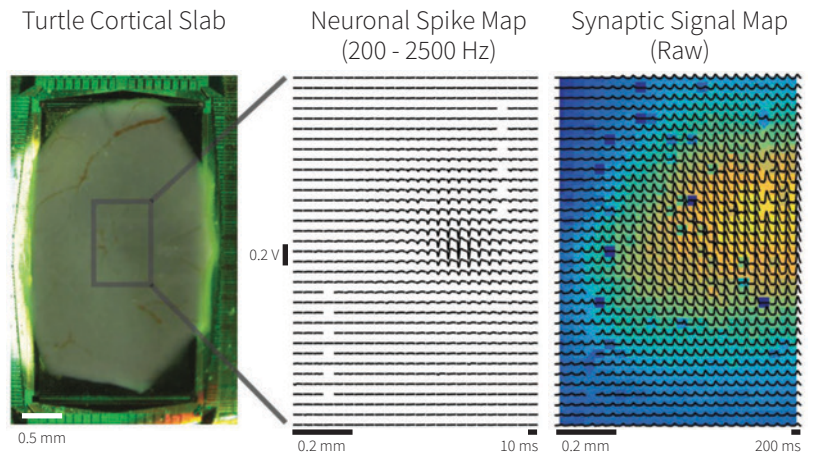 Turtle Cortical Slab
Neuronal Spike Map
(200 - 2500 Hz)
Synaptic Signal Map
(Raw)
0.2 V
0.5 mm
0.2 mm
10 ms
0.2 mm
200 ms